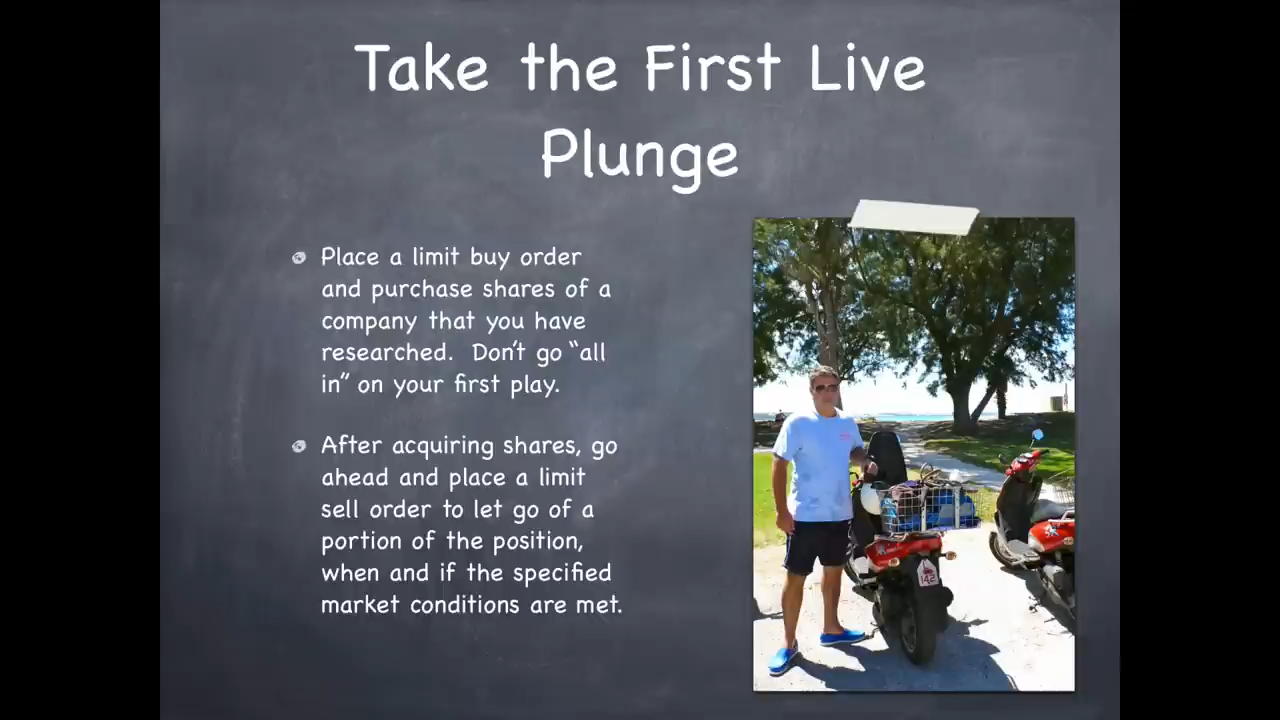 Take the First Live
Plunge
Place a limit buy order
and purchase shares of a
company that you have
researched.  Don't go “all
in” on your first play.
After acquiring shares, go
ahead and place a limit
sell order to let go of a
portion of the position,
when and if the specified
market conditions are met.
142